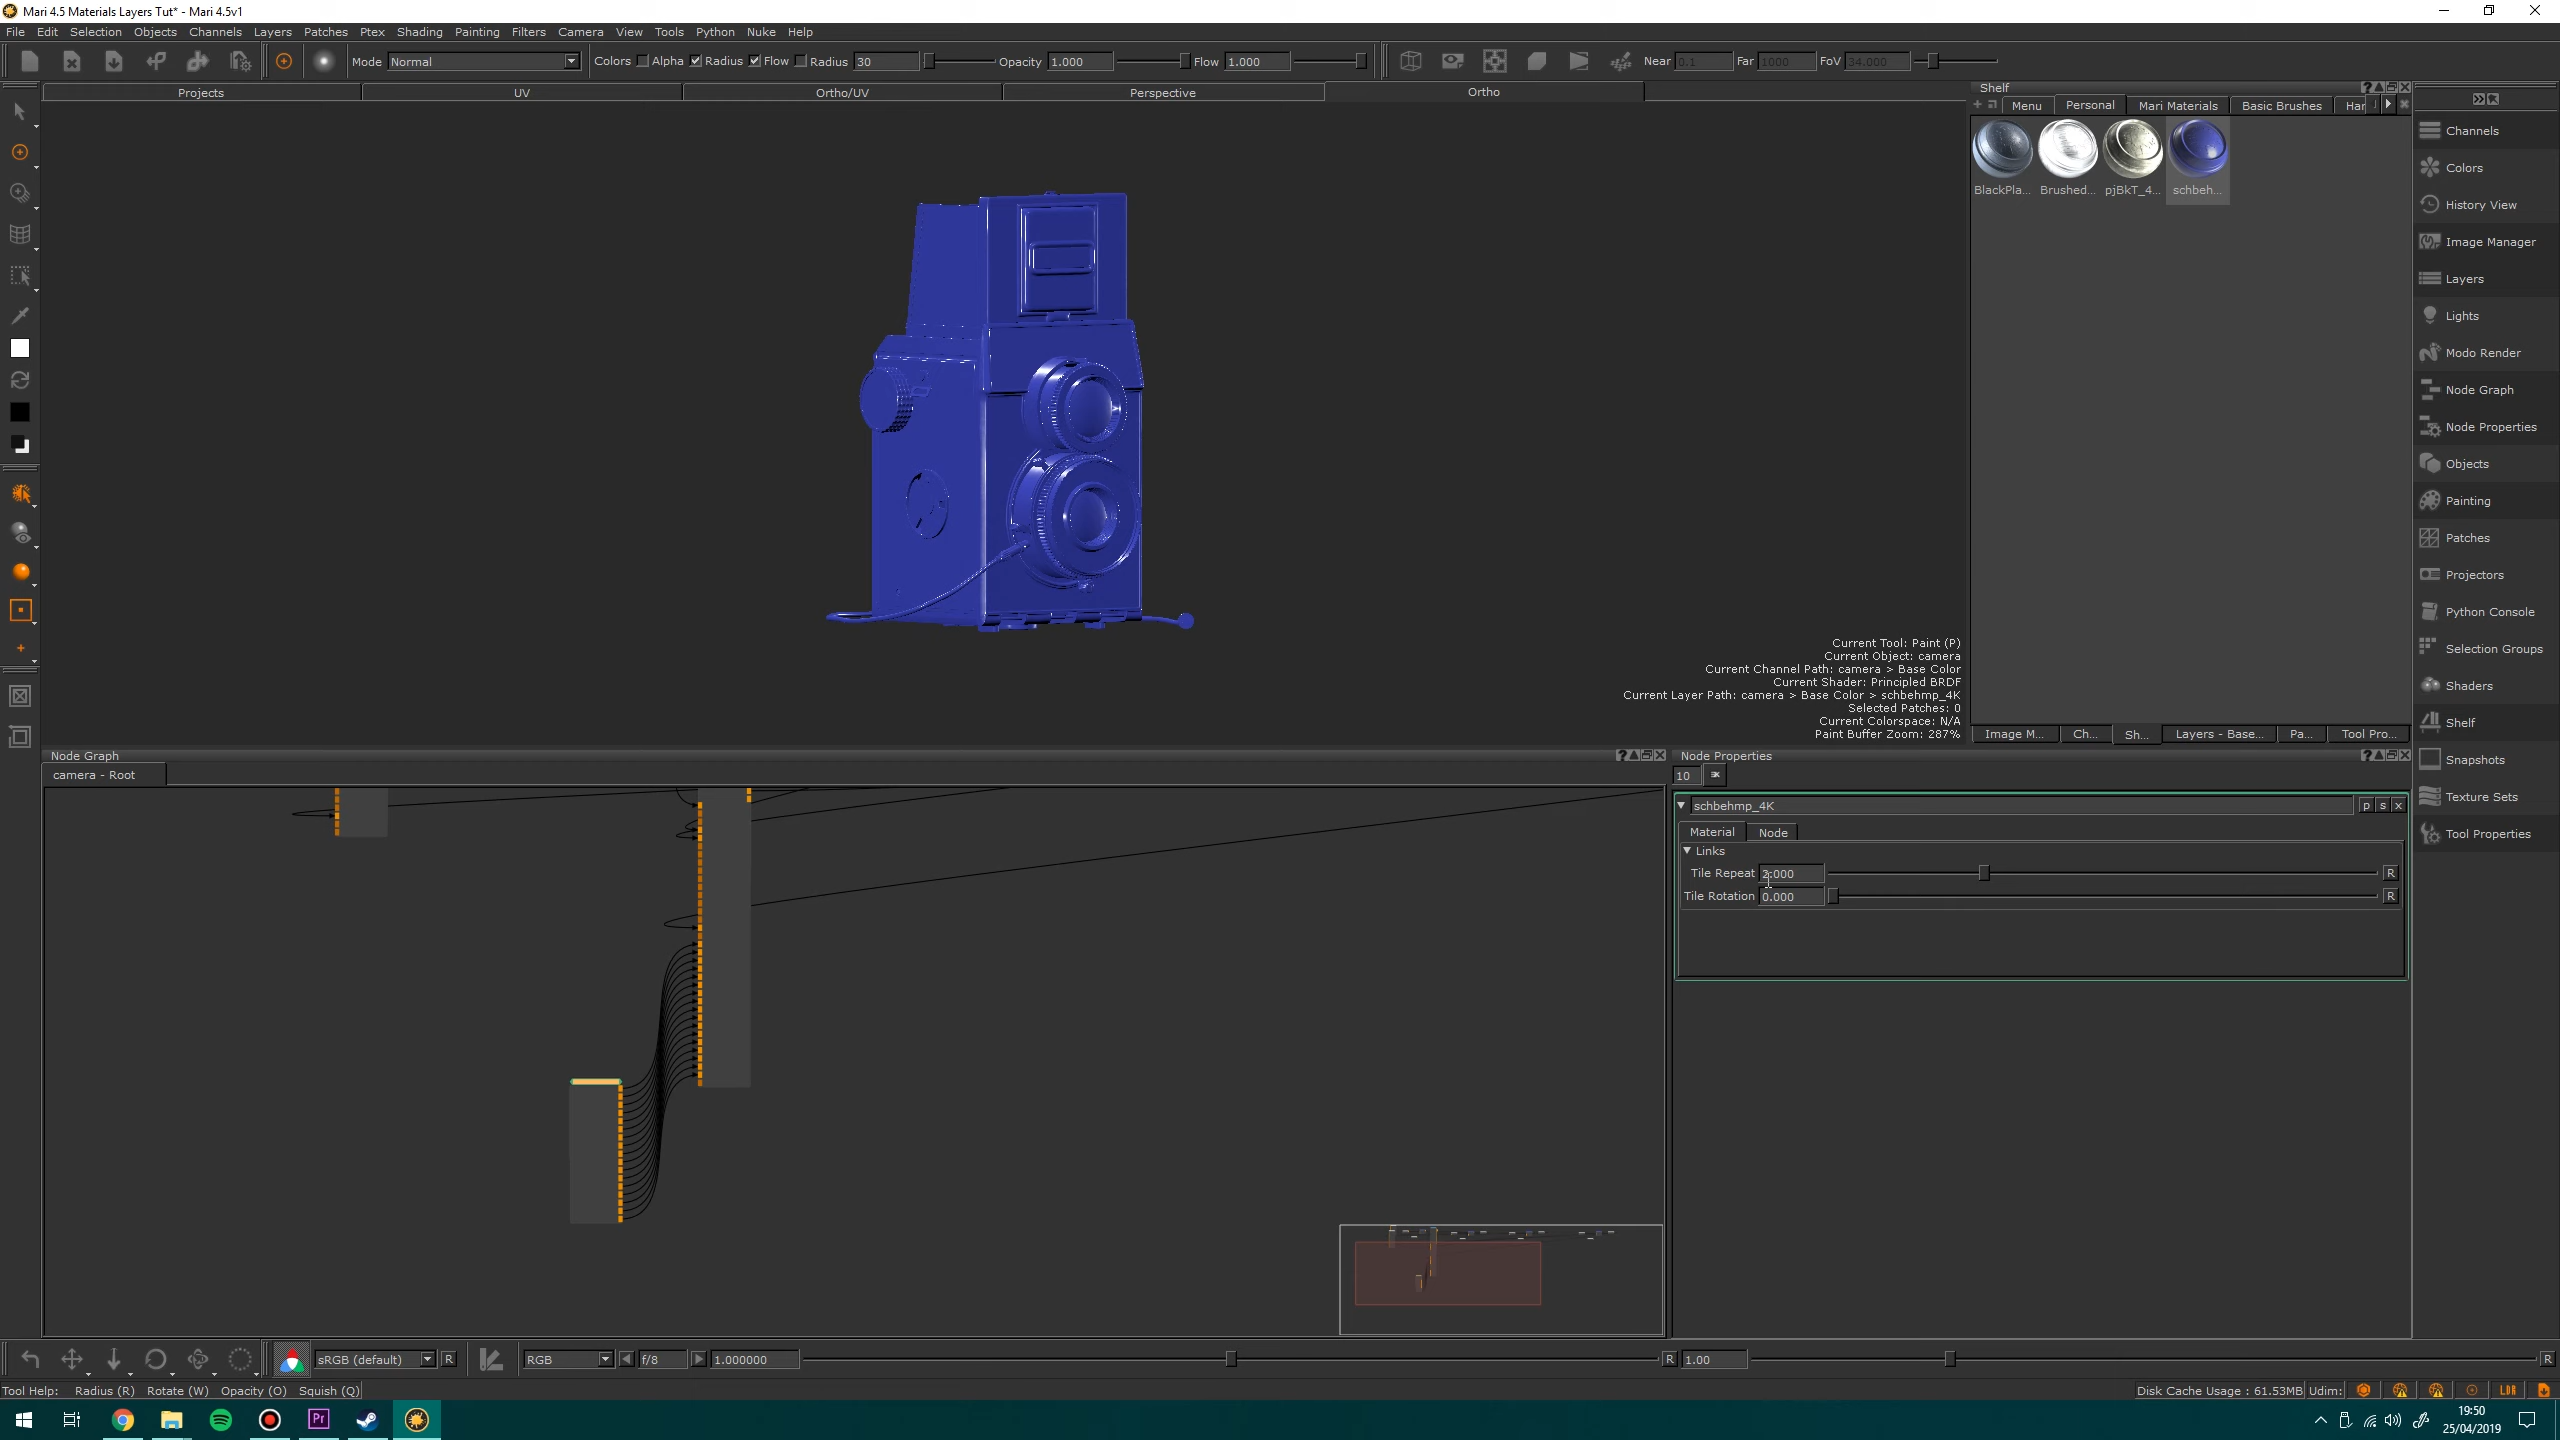 Mari 4.5 Materials Layers Tut* - Mari 4.5v1
File Edit Selection Objects Channels Layers Patches Ptex Shading Painting Filters Camera View Tools Python Nuke Help
Mode Normal Colors Alpha Radius Flow Radius 30 Opacity 1.000 Flow 1.000 Near 0.1 Far 1000 FoV 34.000
Projects UV Ortho/UV Perspective Ortho
Shelf
Menu Personal Mari Materials Basic Brushes Har
BlackPla... Brushed... pjBkT_4... schbeh...
Channels
Colors
History View
Image Manager
Layers
Lights
Modo Render
Node Graph
Node Properties
Objects
Painting
Patches
Projectors
Python Console
Selection Groups
Shaders
Shelf
Snapshots
Texture Sets
Tool Properties
Current Tool: Paint (P)
Current Object: camera
Current Channel Path: camera > Base Color
Current Shader: Principled BRDF
Current Layer Path: camera > Base Color > schbehmp_4K
Selected Patches: 0
Current Colorspace: N/A
Paint Buffer Zoom: 287%
Image M... Ch... Sh... Layers - Base... Pa... Tool Pro...
Node Graph
camera - Root
Node Properties
10
schbehmp_4K p s x
Material Node
Links
Tile Repeat 2.000 R
Tile Rotation 0.000 R
sRGB (default) R RGB f/8 1.000000 R 1.00 R
Tool Help: Radius (R) Rotate (W) Opacity (O) Squish (Q)
Disk Cache Usage : 61.53MB Udim: LDR
Pr
19:50
25/04/2019